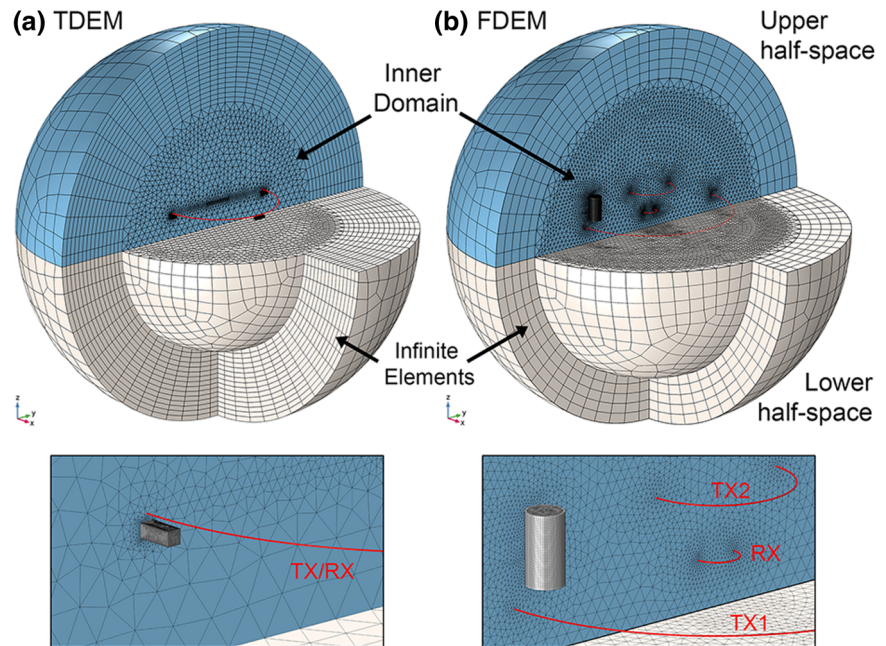 (a) TDEM
(b) FDEM
Upper
half-space
Inner
Domain
Infinite
Elements
Lower
half-space
z
y
x
z
y
x
TX/RX
TX2
RX
TX1